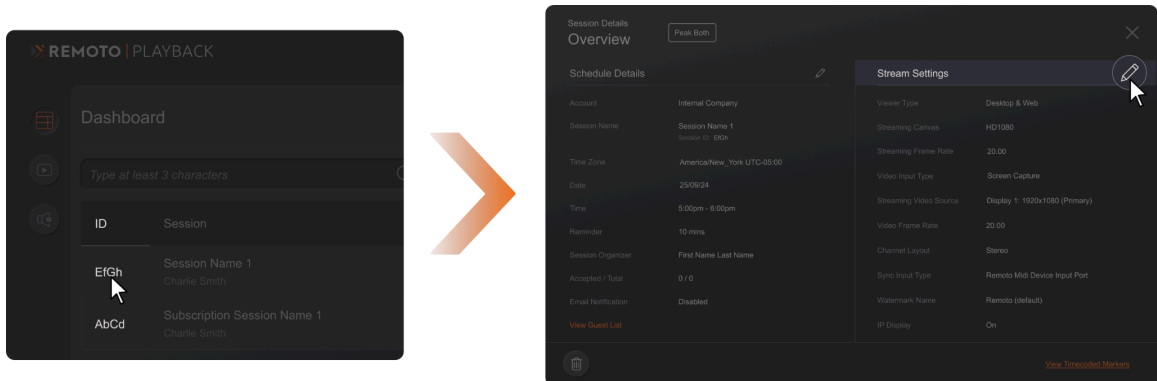 REMOTO | PLAYBACK
Dashboard
Type at least 3 characters
ID Session
EfGh Session Name 1
Charlie Smith
AbCd Subscription Session Name 1
Charlie Smith
Session Details
Overview Peak Both
Schedule Details
Account Internal Company
Session Name Session Name 1
Session ID: EfGh
Time Zone America/New_York UTC-05:00
Date 25/09/24
Time 5:00pm - 6:00pm
Reminder 10 mins
Session Organizer First Name Last Name
Accepted / Total 0 / 0
Email Notification Disabled
View Guest List
Stream Settings
Viewer Type Desktop & Web
Streaming Canvas HD1080
Streaming Frame Rate 20.00
Video Input Type Screen Capture
Streaming Video Source Display 1: 1920x1080 (Primary)
Video Frame Rate 20.00
Channel Layout Stereo
Sync Input Type Remoto Midi Device Input Port
Watermark Name Remoto (default)
IP Display On
View Timecoded Markers